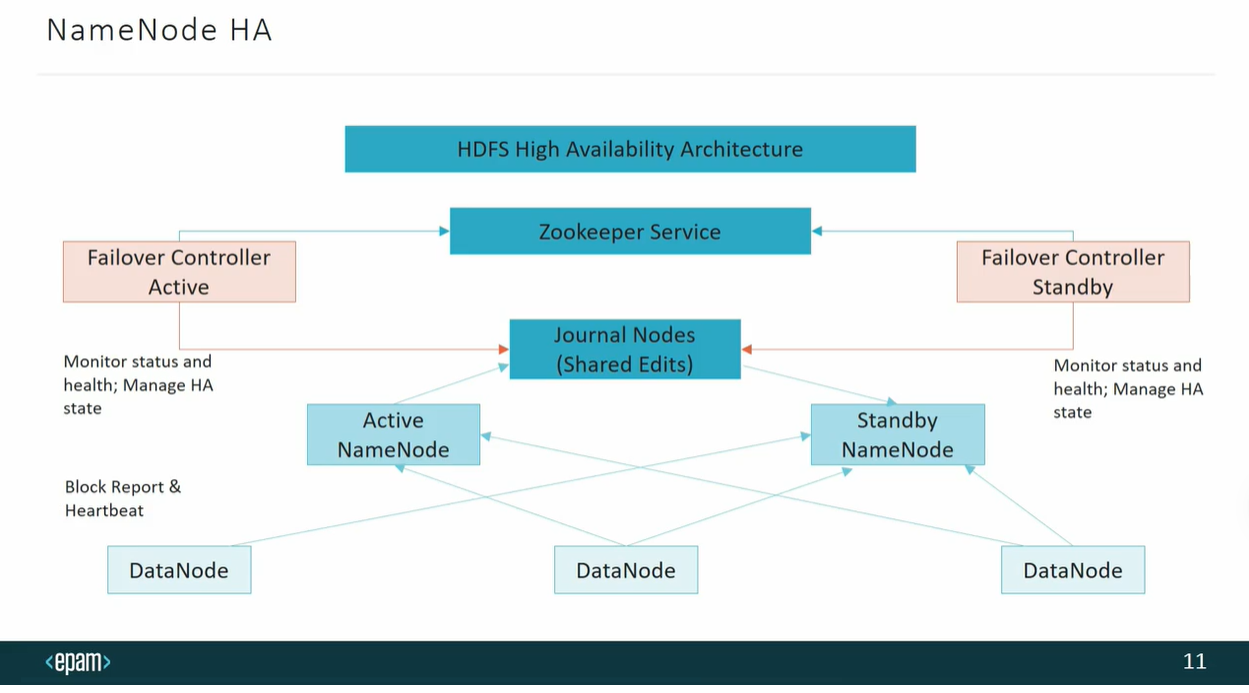 NameNode HA
HDFS High Availability Architecture
Zookeeper Service
Failover Controller
Active
Failover Controller
Standby
Journal Nodes
(Shared Edits)
Monitor status and
health; Manage HA
state
Monitor status and
health; Manage HA
state
Active
NameNode
Standby
NameNode
Block Report &
Heartbeat
DataNode
DataNode
DataNode
<epam>
11